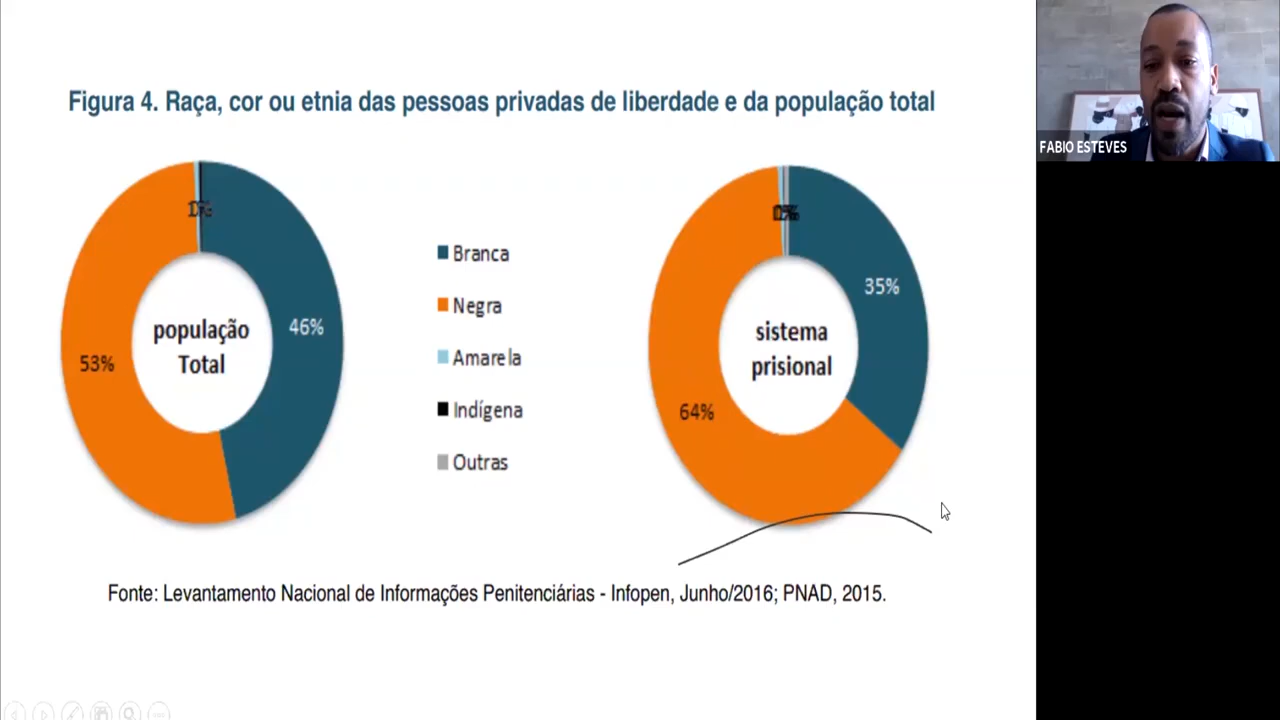 Figura 4. Raça, cor ou etnia das pessoas privadas de liberdade e da população total
FABIO ESTEVES
46%
53%
população
Total
Branca
Negra
Amarela
Indígena
Outras
35%
64%
sistema
prisional
Fonte: Levantamento Nacional de Informações Penitenciárias - Infopen, Junho/2016; PNAD, 2015.